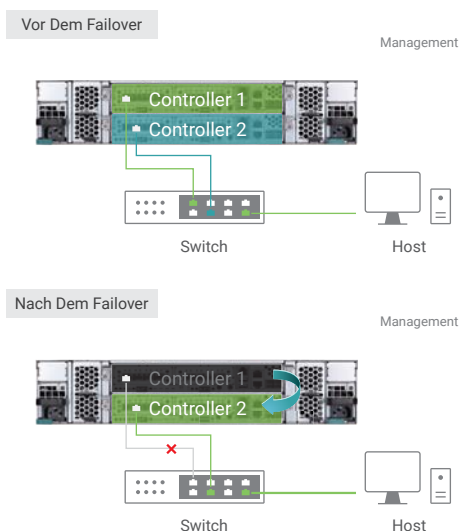 Vor Dem Failover
Management
Controller 1
Controller 2
Switch
Host
Nach Dem Failover
Management
Controller 1
Controller 2
Switch
Host